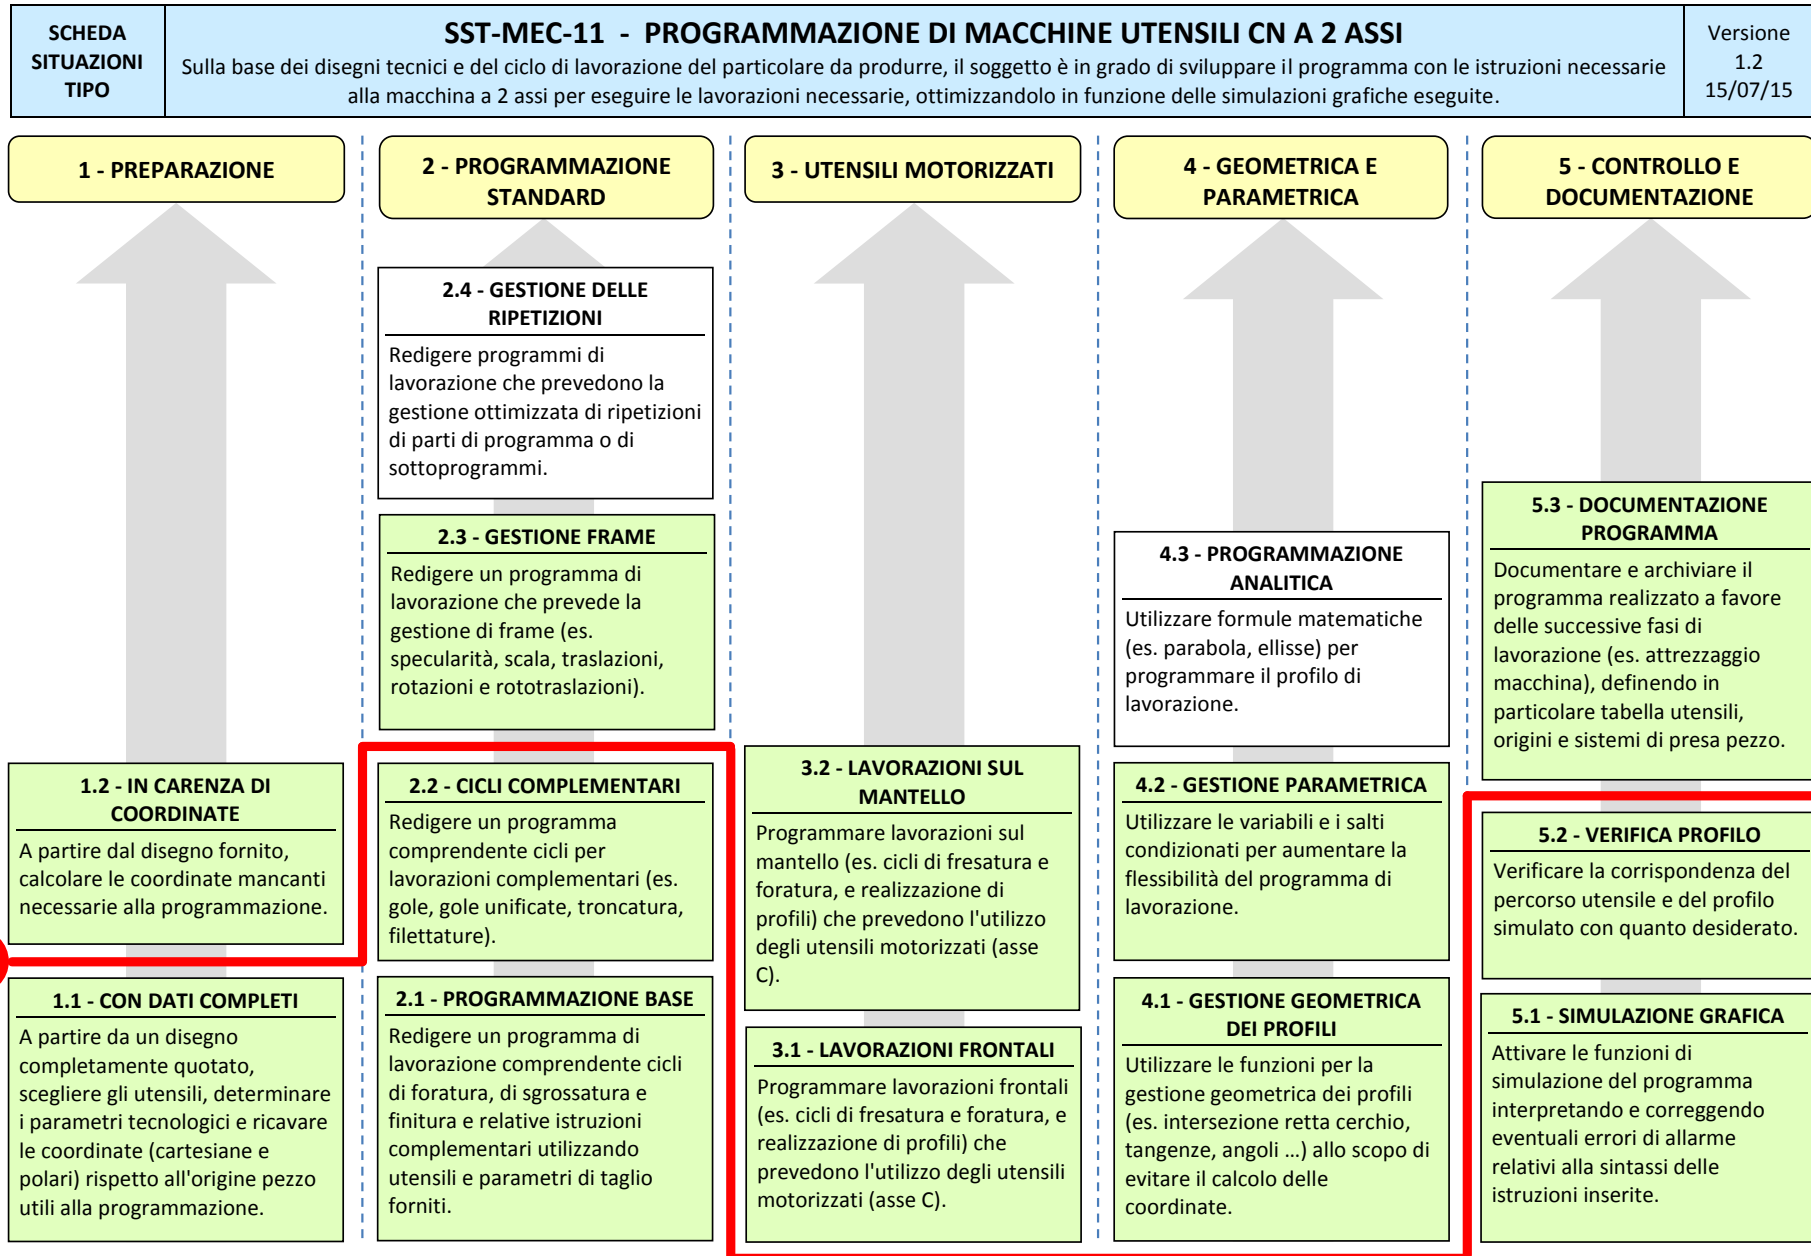 SCHEDA
SITUAZIONI
TIPO
SST-MEC-11 - PROGRAMMAZIONE DI MACCHINE UTENSILI CN A 2 ASSI
Sulla base dei disegni tecnici e del ciclo di lavorazione del particolare da produrre, il soggetto è in grado di sviluppare il programma con le istruzioni necessarie
alla macchina a 2 assi per eseguire le lavorazioni necessarie, ottimizzandolo in funzione delle simulazioni grafiche eseguite.
Versione
1.2
15/07/15
1 - PREPARAZIONE
1.2 - IN CARENZA DI
COORDINATE
A partire dal disegno fornito,
calcolare le coordinate mancanti
necessarie alla programmazione.
1.1 - CON DATI COMPLETI
A partire da un disegno
completamente quotato,
scegliere gli utensili, determinare
i parametri tecnologici e ricavare
le coordinate (cartesiane e
polari) rispetto all'origine pezzo
utili alla programmazione.
2 - PROGRAMMAZIONE
STANDARD
2.4 - GESTIONE DELLE
RIPETIZIONI
Redigere programmi di
lavorazione che prevedono la
gestione ottimizzata di ripetizioni
di parti di programma o di
sottoprogrammi.
2.3 - GESTIONE FRAME
Redigere un programma di
lavorazione che prevede la
gestione di frame (es.
specularità, scala, traslazioni,
rotazioni e rototraslazioni).
2.2 - CICLI COMPLEMENTARI
Redigere un programma
comprendente cicli per
lavorazioni complementari (es.
gole, gole unificate, troncatura,
filettature).
2.1 - PROGRAMMAZIONE BASE
Redigere un programma di
lavorazione comprendente cicli
di foratura, di sgrossatura e
finitura e relative istruzioni
complementari utilizzando
utensili e parametri di taglio
forniti.
3 - UTENSILI MOTORIZZATI
3.2 - LAVORAZIONI SUL
MANTELLO
Programmare lavorazioni sul
mantello (es. cicli di fresatura e
foratura, e realizzazione di
profili) che prevedono l'utilizzo
degli utensili motorizzati (asse
C).
3.1 - LAVORAZIONI FRONTALI
Programmare lavorazioni frontali
(es. cicli di fresatura e foratura, e
realizzazione di profili) che
prevedono l'utilizzo degli utensili
motorizzati (asse C).
4 - GEOMETRICA E
PARAMETRICA
4.3 - PROGRAMMAZIONE
ANALITICA
Utilizzare formule matematiche
(es. parabola, ellisse) per
programmare il profilo di
lavorazione.
4.2 - GESTIONE PARAMETRICA
Utilizzare le variabili e i salti
condizionati per aumentare la
flessibilità del programma di
lavorazione.
4.1 - GESTIONE GEOMETRICA
DEI PROFILI
Utilizzare le funzioni per la
gestione geometrica dei profili
(es. intersezione retta cerchio,
tangenze, angoli ...) allo scopo di
evitare il calcolo delle
coordinate.
5 - CONTROLLO E
DOCUMENTAZIONE
5.3 - DOCUMENTAZIONE
PROGRAMMA
Documentare e archiviare il
programma realizzato a favore
delle successive fasi di
lavorazione (es. attrezzaggio
macchina), definendo in
particolare tabella utensili,
origini e sistemi di presa pezzo.
5.2 - VERIFICA PROFILO
Verificare la corrispondenza del
percorso utensile e del profilo
simulato con quanto desiderato.
5.1 - SIMULAZIONE GRAFICA
Attivare le funzioni di
simulazione del programma
interpretando e correggendo
eventuali errori di allarme
relativi alla sintassi delle
istruzioni inserite.